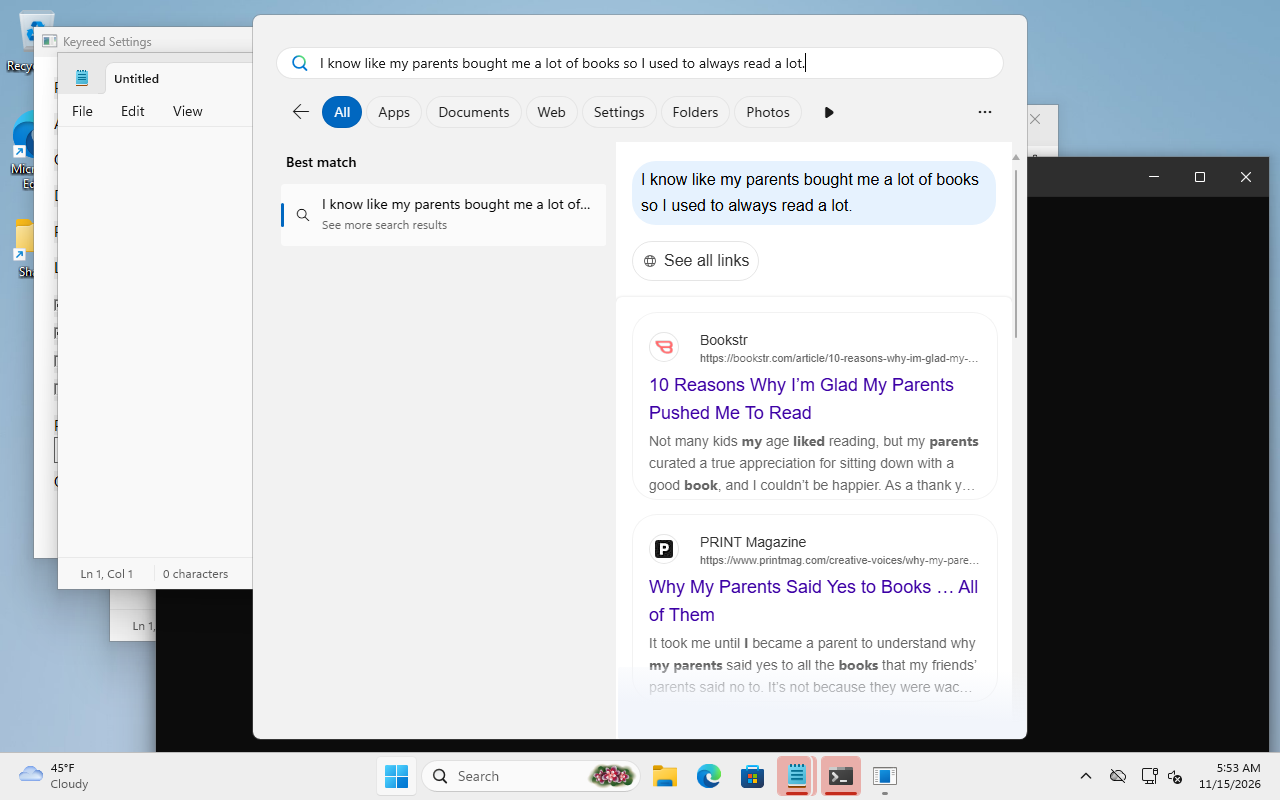 Keyreed Settings
Untitled
File Edit View
Ln 1, Col 1
0 characters
Ln 1,
I know like my parents bought me a lot of books so I used to always read a lot.
All Apps Documents Web Settings Folders Photos
Best match
I know like my parents bought me a lot of...
See more search results
I know like my parents bought me a lot of books
so I used to always read a lot.
See all links
Bookstr
https://bookstr.com/article/10-reasons-why-im-glad-my-...
10 Reasons Why I’m Glad My Parents
Pushed Me To Read
Not many kids my age liked reading, but my parents
curated a true appreciation for sitting down with a
good book, and I couldn’t be happier. As a thank y…
PRINT Magazine
https://www.printmag.com/creative-voices/why-my-pare...
Why My Parents Said Yes to Books … All
of Them
It took me until I became a parent to understand why
my parents said yes to all the books that my friends’
parents said no to. It’s not because they were wac…
45°F
Cloudy
Search
5:53 AM
11/15/2026